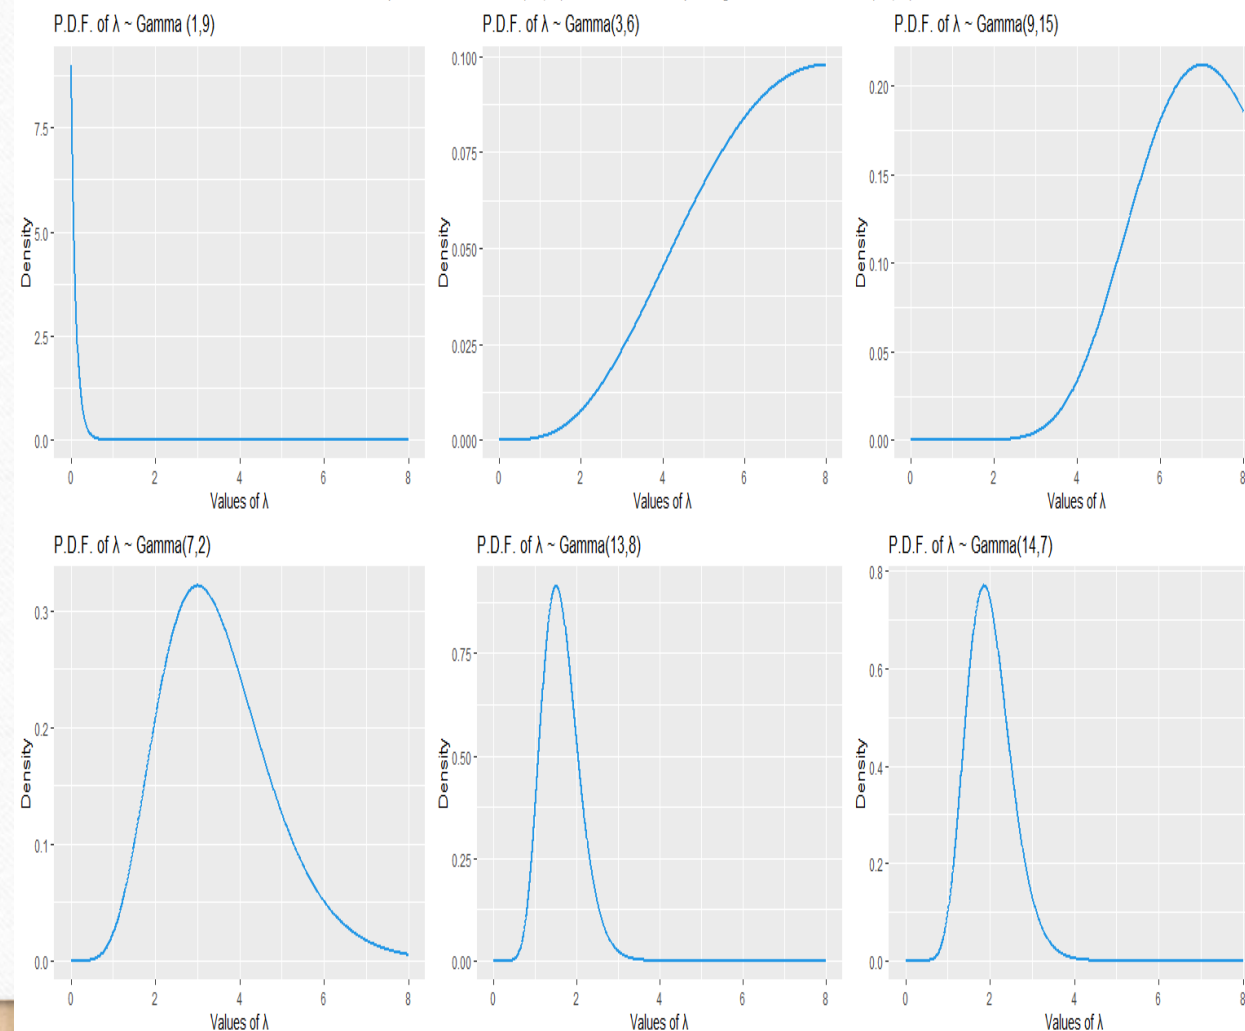 P.D.F. of λ ~ Gamma (1,9)
Density
7.5
5.0
2.5
0.0
0 2 4 6 8
Values of λ
P.D.F. of λ ~ Gamma(3,6)
Density
0.100
0.075
0.050
0.025
0.000
0 2 4 6 8
Values of λ
P.D.F. of λ ~ Gamma(9,15)
Density
0.20
0.15
0.10
0.05
0.00
0 2 4 6 8
Values of λ
P.D.F. of λ ~ Gamma(7,2)
Density
0.3
0.2
0.1
0.0
0 2 4 6 8
Values of λ
P.D.F. of λ ~ Gamma(13,8)
Density
0.75
0.50
0.25
0.00
0 2 4 6 8
Values of λ
P.D.F. of λ ~ Gamma(14,7)
Density
0.8
0.6
0.4
0.2
0.0
0 2 4 6 8
Values of λ